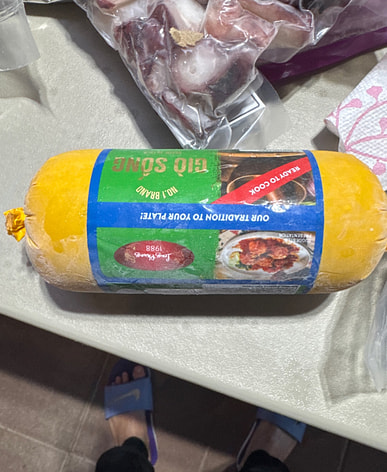 GIÒ SỐNG
NO.1 BRAND
READY TO COOK
OUR TRADITION TO YOUR PLATE!
1988